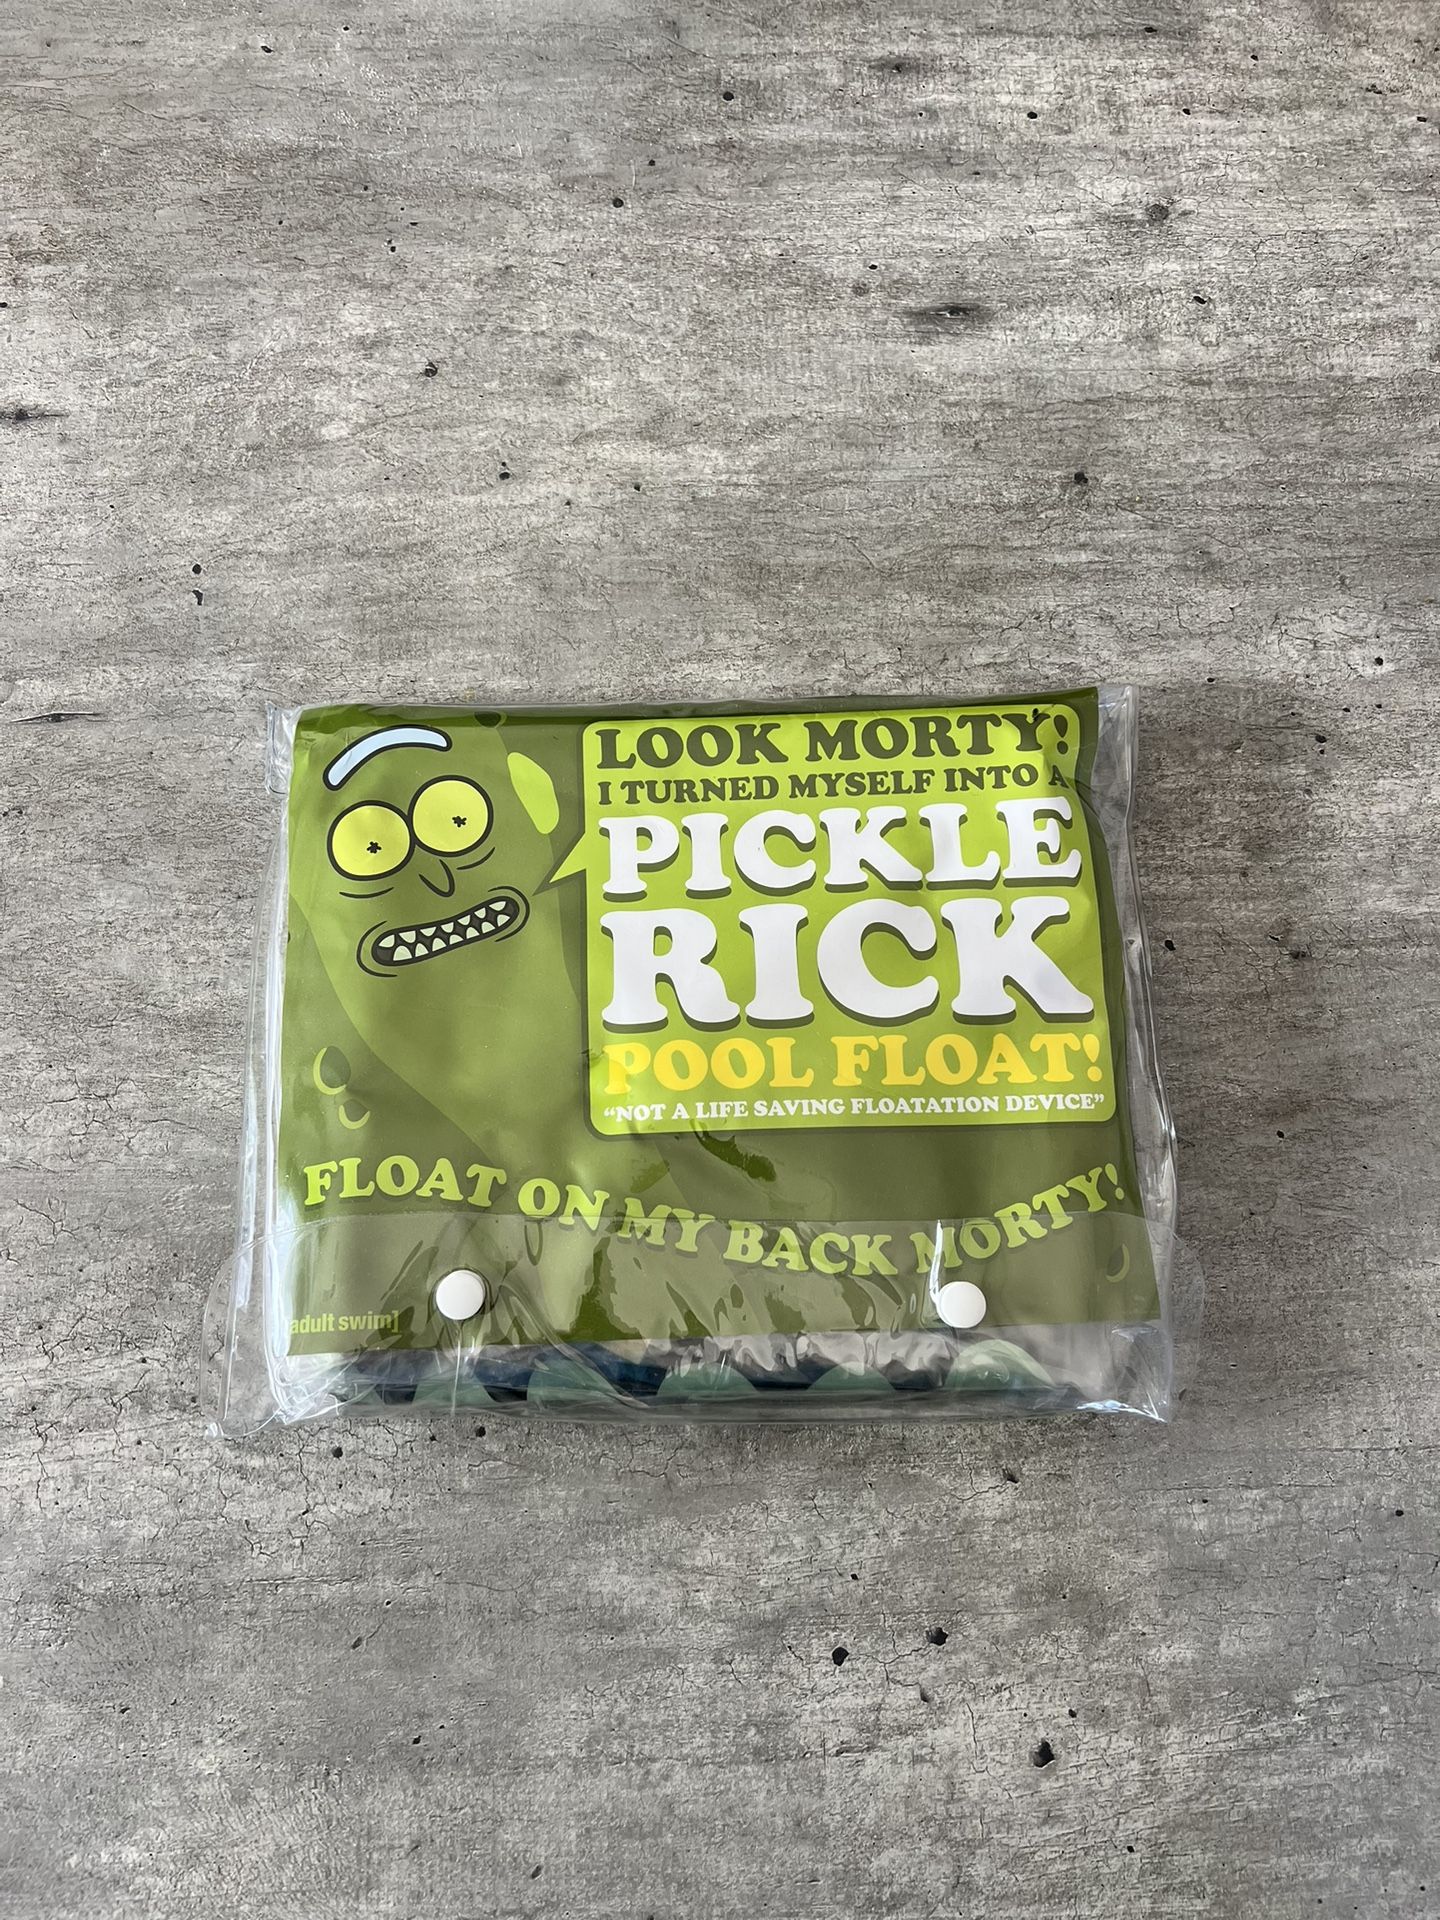 LOOK MORTY!
I TURNED MYSELF INTO A
PICKLE
RICK
POOL FLOAT!
“NOT A LIFE SAVING FLOATATION DEVICE”
FLOAT ON MY BACK MORTY!
adult swim]